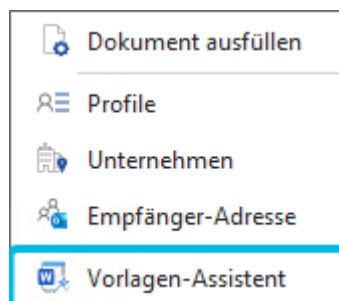 Dokument ausfüllen
Profile
Unternehmen
Empfänger-Adresse
Vorlagen-Assistent